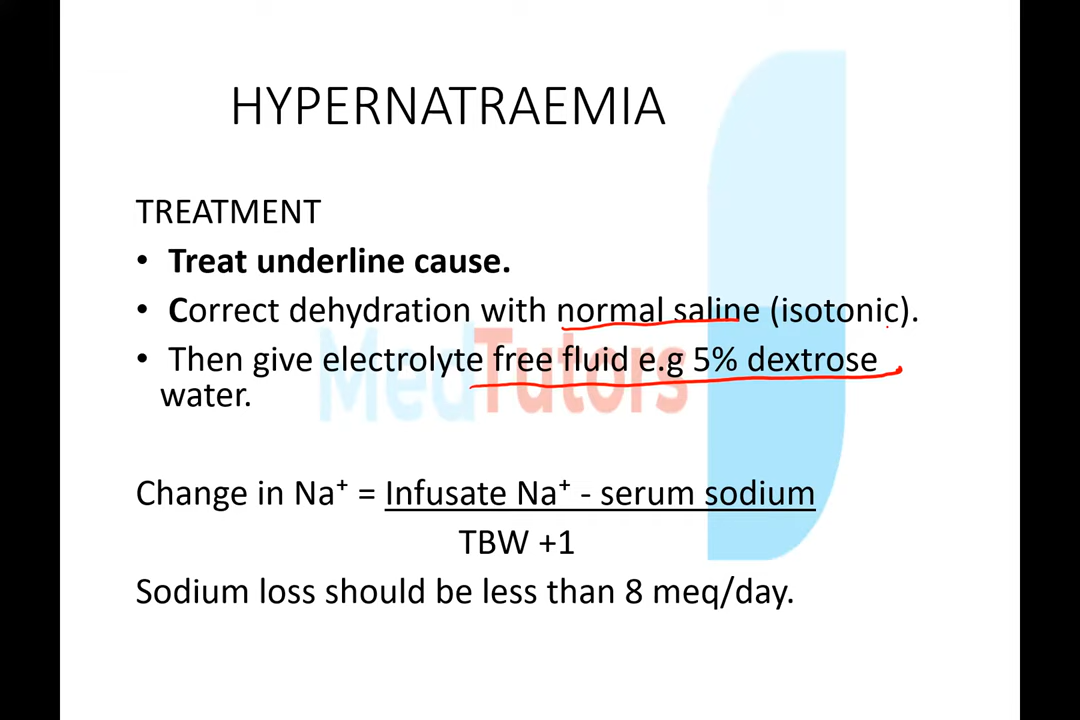 HYPERNATRAEMIA
TREATMENT
• Treat underline cause.
• Correct dehydration with normal saline (isotonic).
• Then give electrolyte free fluid e.g 5% dextrose
water.
MedTutors
Change in Na⁺ = Infusate Na⁺ - serum sodium
TBW +1
Sodium loss should be less than 8 meq/day.